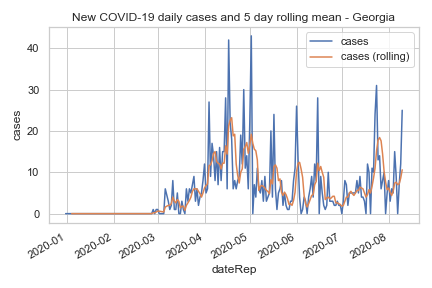 New COVID-19 daily cases and 5 day rolling mean - Georgia
cases
cases (rolling)
40
30
20
10
0
cases
2020-01
2020-02
2020-03
2020-04
2020-05
2020-06
2020-07
2020-08
dateRep